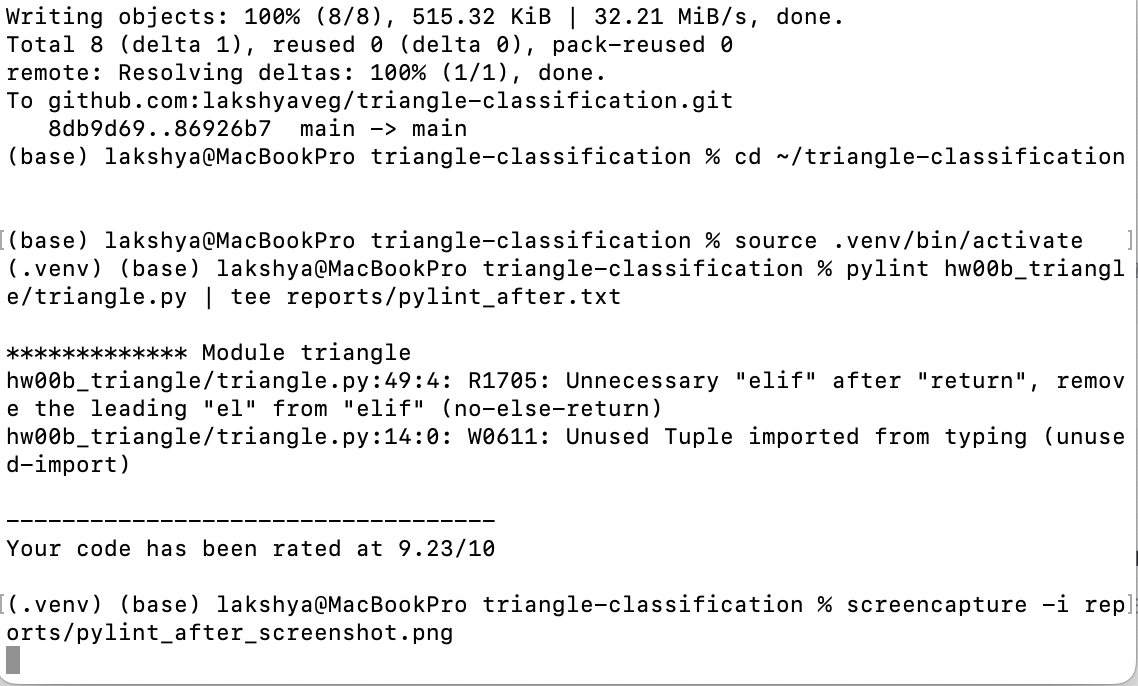 Writing objects: 100% (8/8), 515.32 KiB | 32.21 MiB/s, done.
Total 8 (delta 1), reused 0 (delta 0), pack-reused 0
remote: Resolving deltas: 100% (1/1), done.
To github.com:lakshyaveg/triangle-classification.git
   8db9d69..86926b7  main -> main
(base) lakshya@MacBookPro triangle-classification % cd ~/triangle-classification
[(base) lakshya@MacBookPro triangle-classification % source .venv/bin/activate   ]
(.venv) (base) lakshya@MacBookPro triangle-classification % pylint hw00b_triangl
e/triangle.py | tee reports/pylint_after.txt
************* Module triangle
hw00b_triangle/triangle.py:49:4: R1705: Unnecessary "elif" after "return", remov
e the leading "el" from "elif" (no-else-return)
hw00b_triangle/triangle.py:14:0: W0611: Unused Tuple imported from typing (unuse
d-import)
-----------------------------------
Your code has been rated at 9.23/10
[(.venv) (base) lakshya@MacBookPro triangle-classification % screencapture -i rep]
orts/pylint_after_screenshot.png